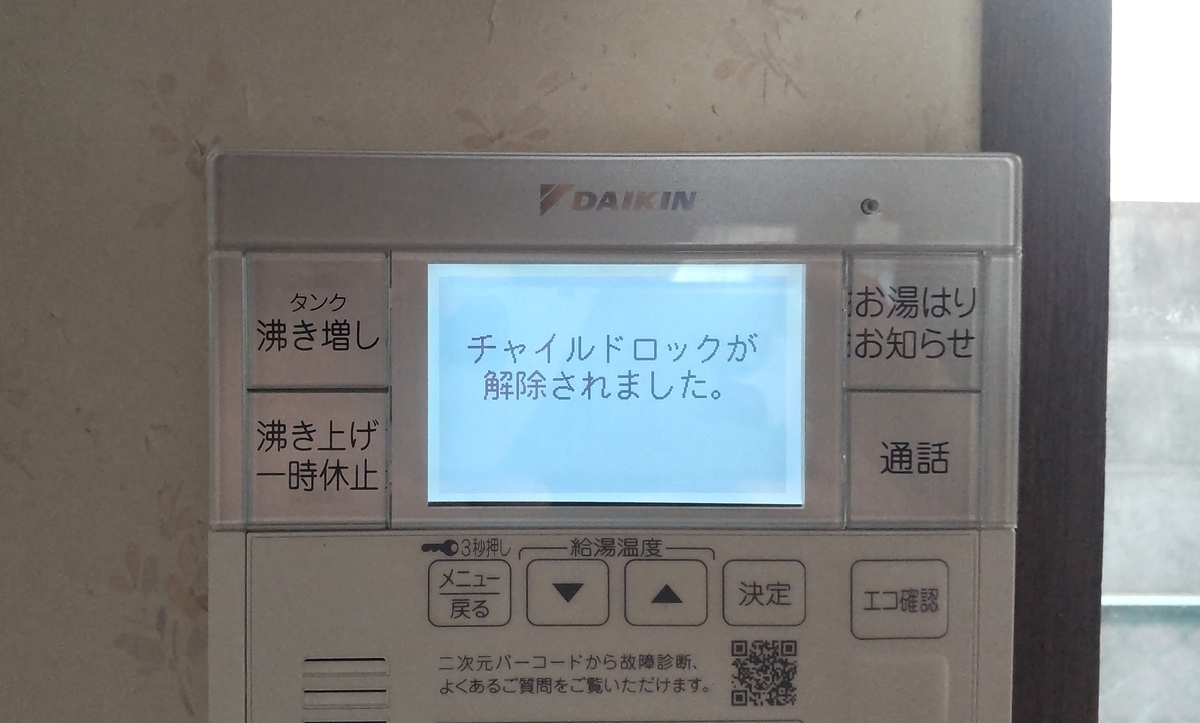 DAIKIN
タンク
沸き増し
沸き上げ
一時休止
チャイルドロックが
解除されました。
お湯はり
お知らせ
通話
3秒押し
給湯温度
メニュー
戻る
▼
▲
決定
エコ確認
二次元バーコードから故障診断、
よくあるご質問をご覧いただけます。